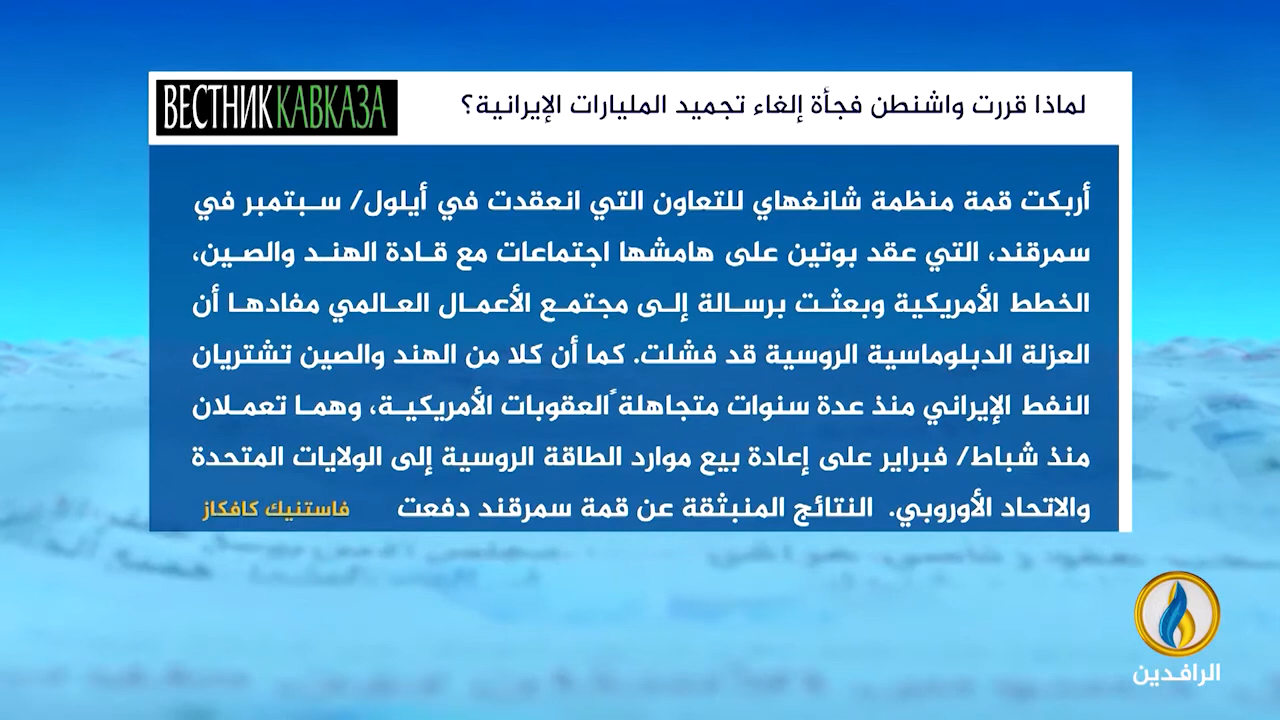 ВЕСТНИК КАВКАЗА
لماذا قررت واشنطن فجأة إلغاء تجميد المليارات الإيرانية؟
أربكت قمة منظمة شانغهاي للتعاون التي انعقدت في أيلول/ سبتمبر في
سمرقند، التي عقد بوتين على هامشها اجتماعات مع قادة الهند والصين،
الخطط الأمريكية وبعثت برسالة إلى مجتمع الأعمال العالمي مفادها أن
العزلة الدبلوماسية الروسية قد فشلت. كما أن كلا من الهند والصين تشتريان
النفط الإيراني منذ عدة سنوات متجاهلة ًالعقوبات الأمريكية، وهما تعملان
منذ شباط/ فبراير على إعادة بيع موارد الطاقة الروسية إلى الولايات المتحدة
والاتحاد الأوروبي. النتائج المنبثقة عن قمة سمرقند دفعت
فاستنيك كافكاز
الرافدين